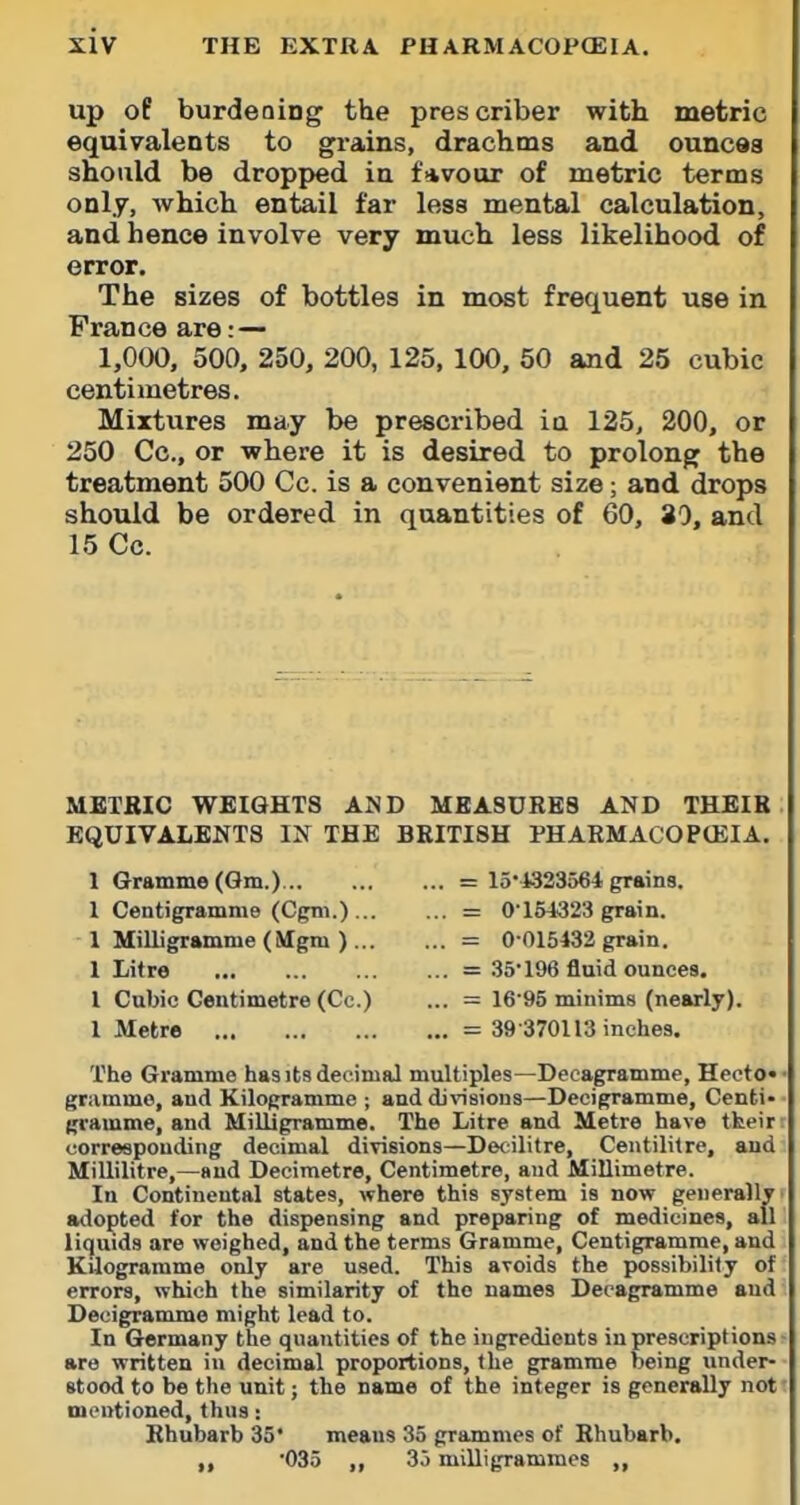 xiv THE EXTRA PHARMACOPŒIA.
up of burdening the pres criber with metric
equivalents to grains, drachms and ounces
should be dropped in favour of metric terms
only, which entail far less mental calculation,
and hence involve very much less likelihood of
error.
The sizes of bottles in most frequent use in
France are:—
1,000, 500, 250, 200, 125, 100, 50 and 25 cubic
centimetres.
Mixtures may be prescribed in 125, 200, or
250 Cc., or where it is desired to prolong the
treatment 500 Cc. is a convenient size; and drops
should be ordered in quantities of 60, 30, and
15 Cc.
METRIC WEIGHTS AND MEASURES AND THEIR
EQUIVALENTS IN THE BRITISH PHARMACOPŒIA.
1 Gramme (Gm.)... ... ... = 15·4323564 grains.
1 Centigramme (Cgm.)... ... = 0·154323 grain.
1 Milligramme (Mgm )... ... = 0·015432 grain.
1 Litre ... ... ... ... = 35·196 fluid ounces.
1 Cubic Centimetre (Cc.) ... = 16·95 minims (nearly).
1 Metre ... ... ... ... = 39·370113 inches.
The Gramme has its decimal multiples—Decagramme, Hecto-
gramme, and Kilogramme ; and divisions—Decigramme, Centi-
gramme, and Milligramme. The Litre and Metre have their
corresponding decimal divisions—Decilitre, Centilitre, and
Millilitre,—and Decimetre, Centimetre, and Millimetre.
In Continental states, where this system is now generally
adopted for the dispensing and preparing of medicines, all
liquids are weighed, and the terms Gramme, Centigramme, and
Kilogramme only are used. This avoids the possibility of
errors, which the similarity of the names Decagramme and
Decigramme might lead to.
In Germany the quantities of the ingredients in prescriptions
are written in decimal proportions, the gramme being under-
stood to be the unit; the name of the integer is generally not
mentioned, thus:
Rhubarb 35· means 35 grammes of Rhubarb.
,, ·035 ,, 35 milligrammes ,,